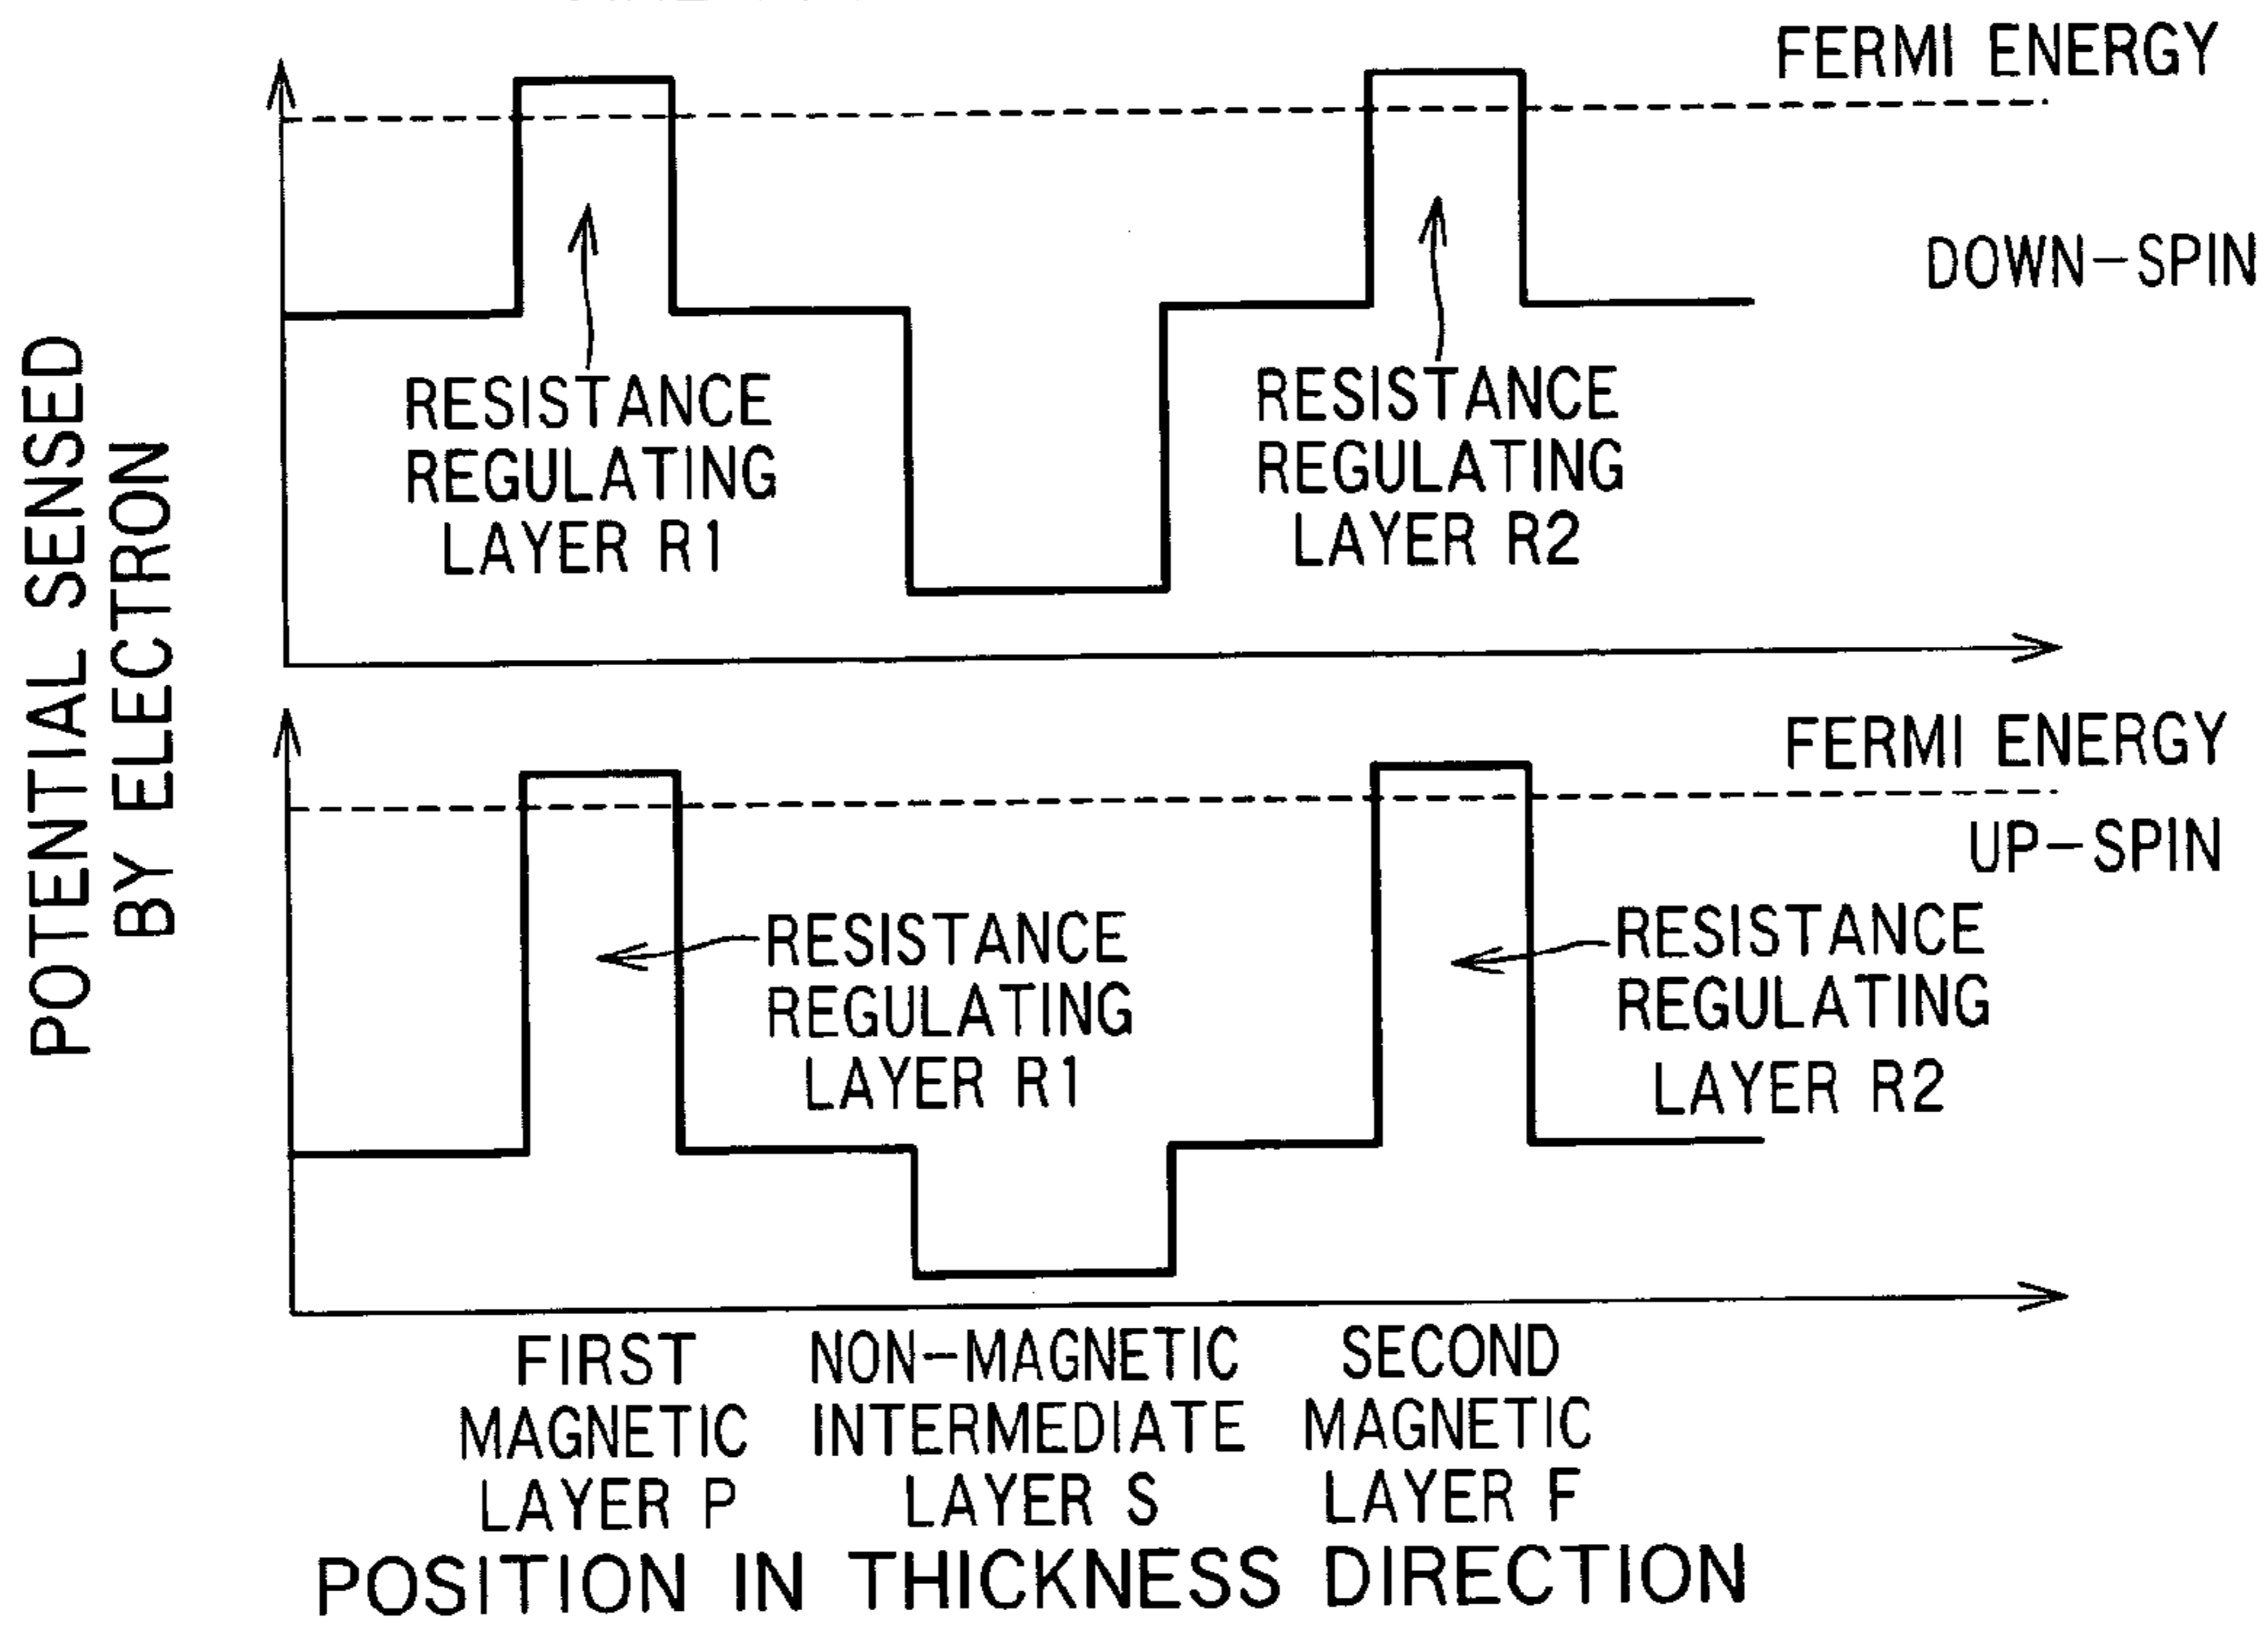 FERMI ENERGY
DOWN-SPIN
RESISTANCE
REGULATING
LAYER R1
RESISTANCE
REGULATING
LAYER R2
POTENTIAL SENSED
BY ELECTRON
FERMI ENERGY
UP-SPIN
RESISTANCE
REGULATING
LAYER R1
RESISTANCE
REGULATING
LAYER R2
FIRST
MAGNETIC
LAYER P
NON-MAGNETIC
INTERMEDIATE
LAYER S
SECOND
MAGNETIC
LAYER F
POSITION IN THICKNESS DIRECTION